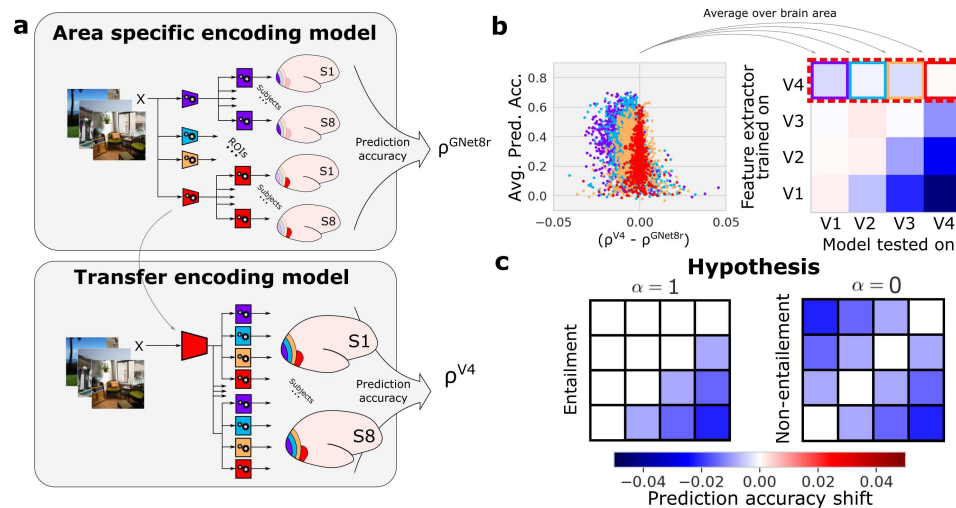 a
Area specific encoding model
X
Subjects
...
S1
S8
ROIs
...
Subjects
...
S1
S8
Prediction
accuracy
ρ^GNet8r
Transfer encoding model
X
Subjects
...
S1
S8
Prediction
accuracy
ρ^V4
b
Average over brain area
Avg. Pred. Acc.
0.8
0.6
0.4
0.2
0.0
−0.05
0.00
0.05
(ρ^V4 - ρ^GNet8r)
Feature extractor
trained on
V4
V3
V2
V1
V1 V2 V3 V4
Model tested on
c
Hypothesis
α = 1
α = 0
Entailment
Non-entailement
−0.04 −0.02 0.00 0.02 0.04
Prediction accuracy shift